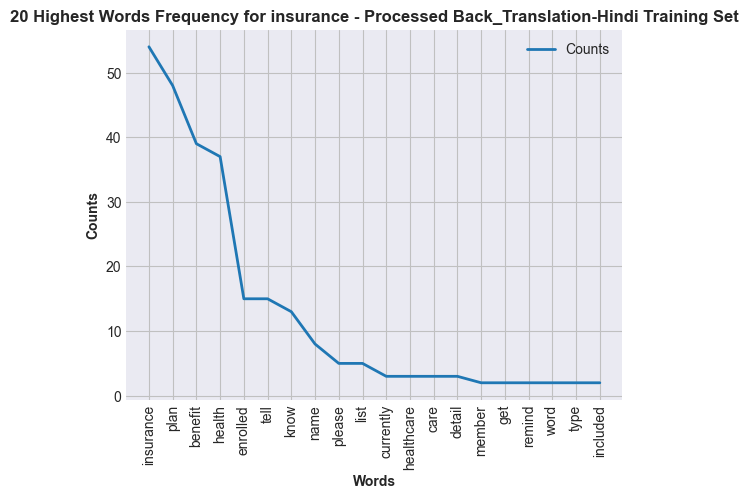 20 Highest Words Frequency for insurance - Processed Back_Translation-Hindi Training Set
Counts
50
40
30
20
10
0
Counts
insurance
plan
benefit
health
enrolled
tell
know
name
please
list
currently
healthcare
care
detail
member
get
remind
word
type
included
Words